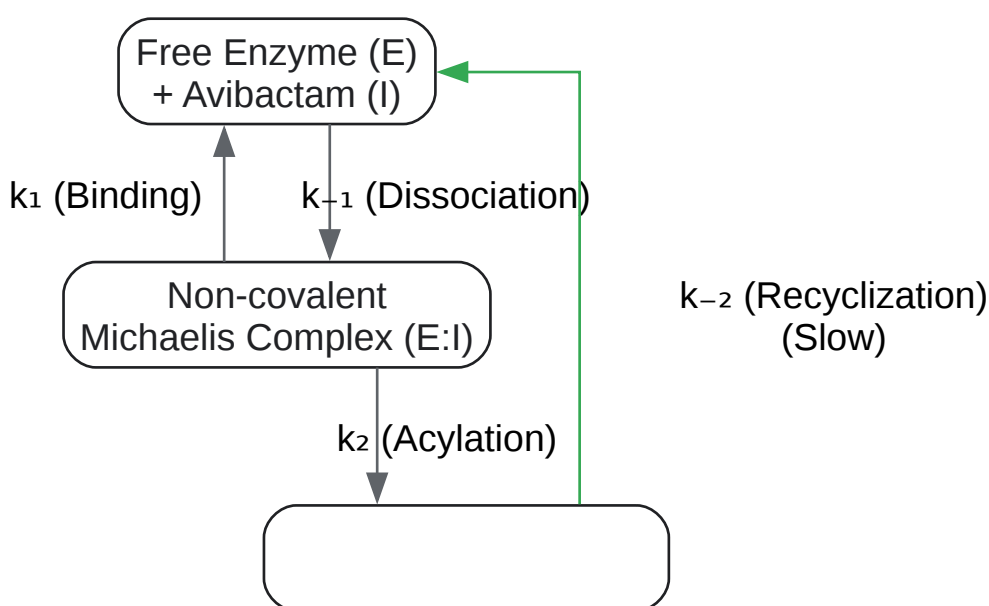 Free Enzyme (E)
+ Avibactam (I)
k₁ (Binding)
k₋₁ (Dissociation)
Non-covalent
Michaelis Complex (E:I)
k₋₂ (Recyclization)
(Slow)
k₂ (Acylation)